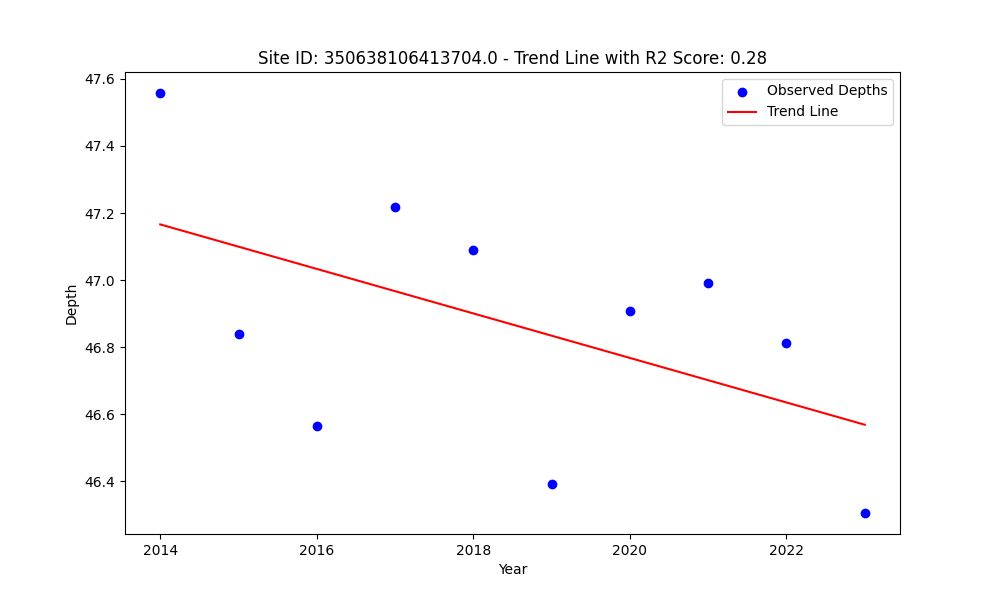 Site ID: 350638106413704.0 - Trend Line with R2 Score: 0.28
Observed Depths
Trend Line
47.6
47.4
47.2
47.0
46.8
46.6
46.4
Depth
2014
2016
2018
2020
2022
Year